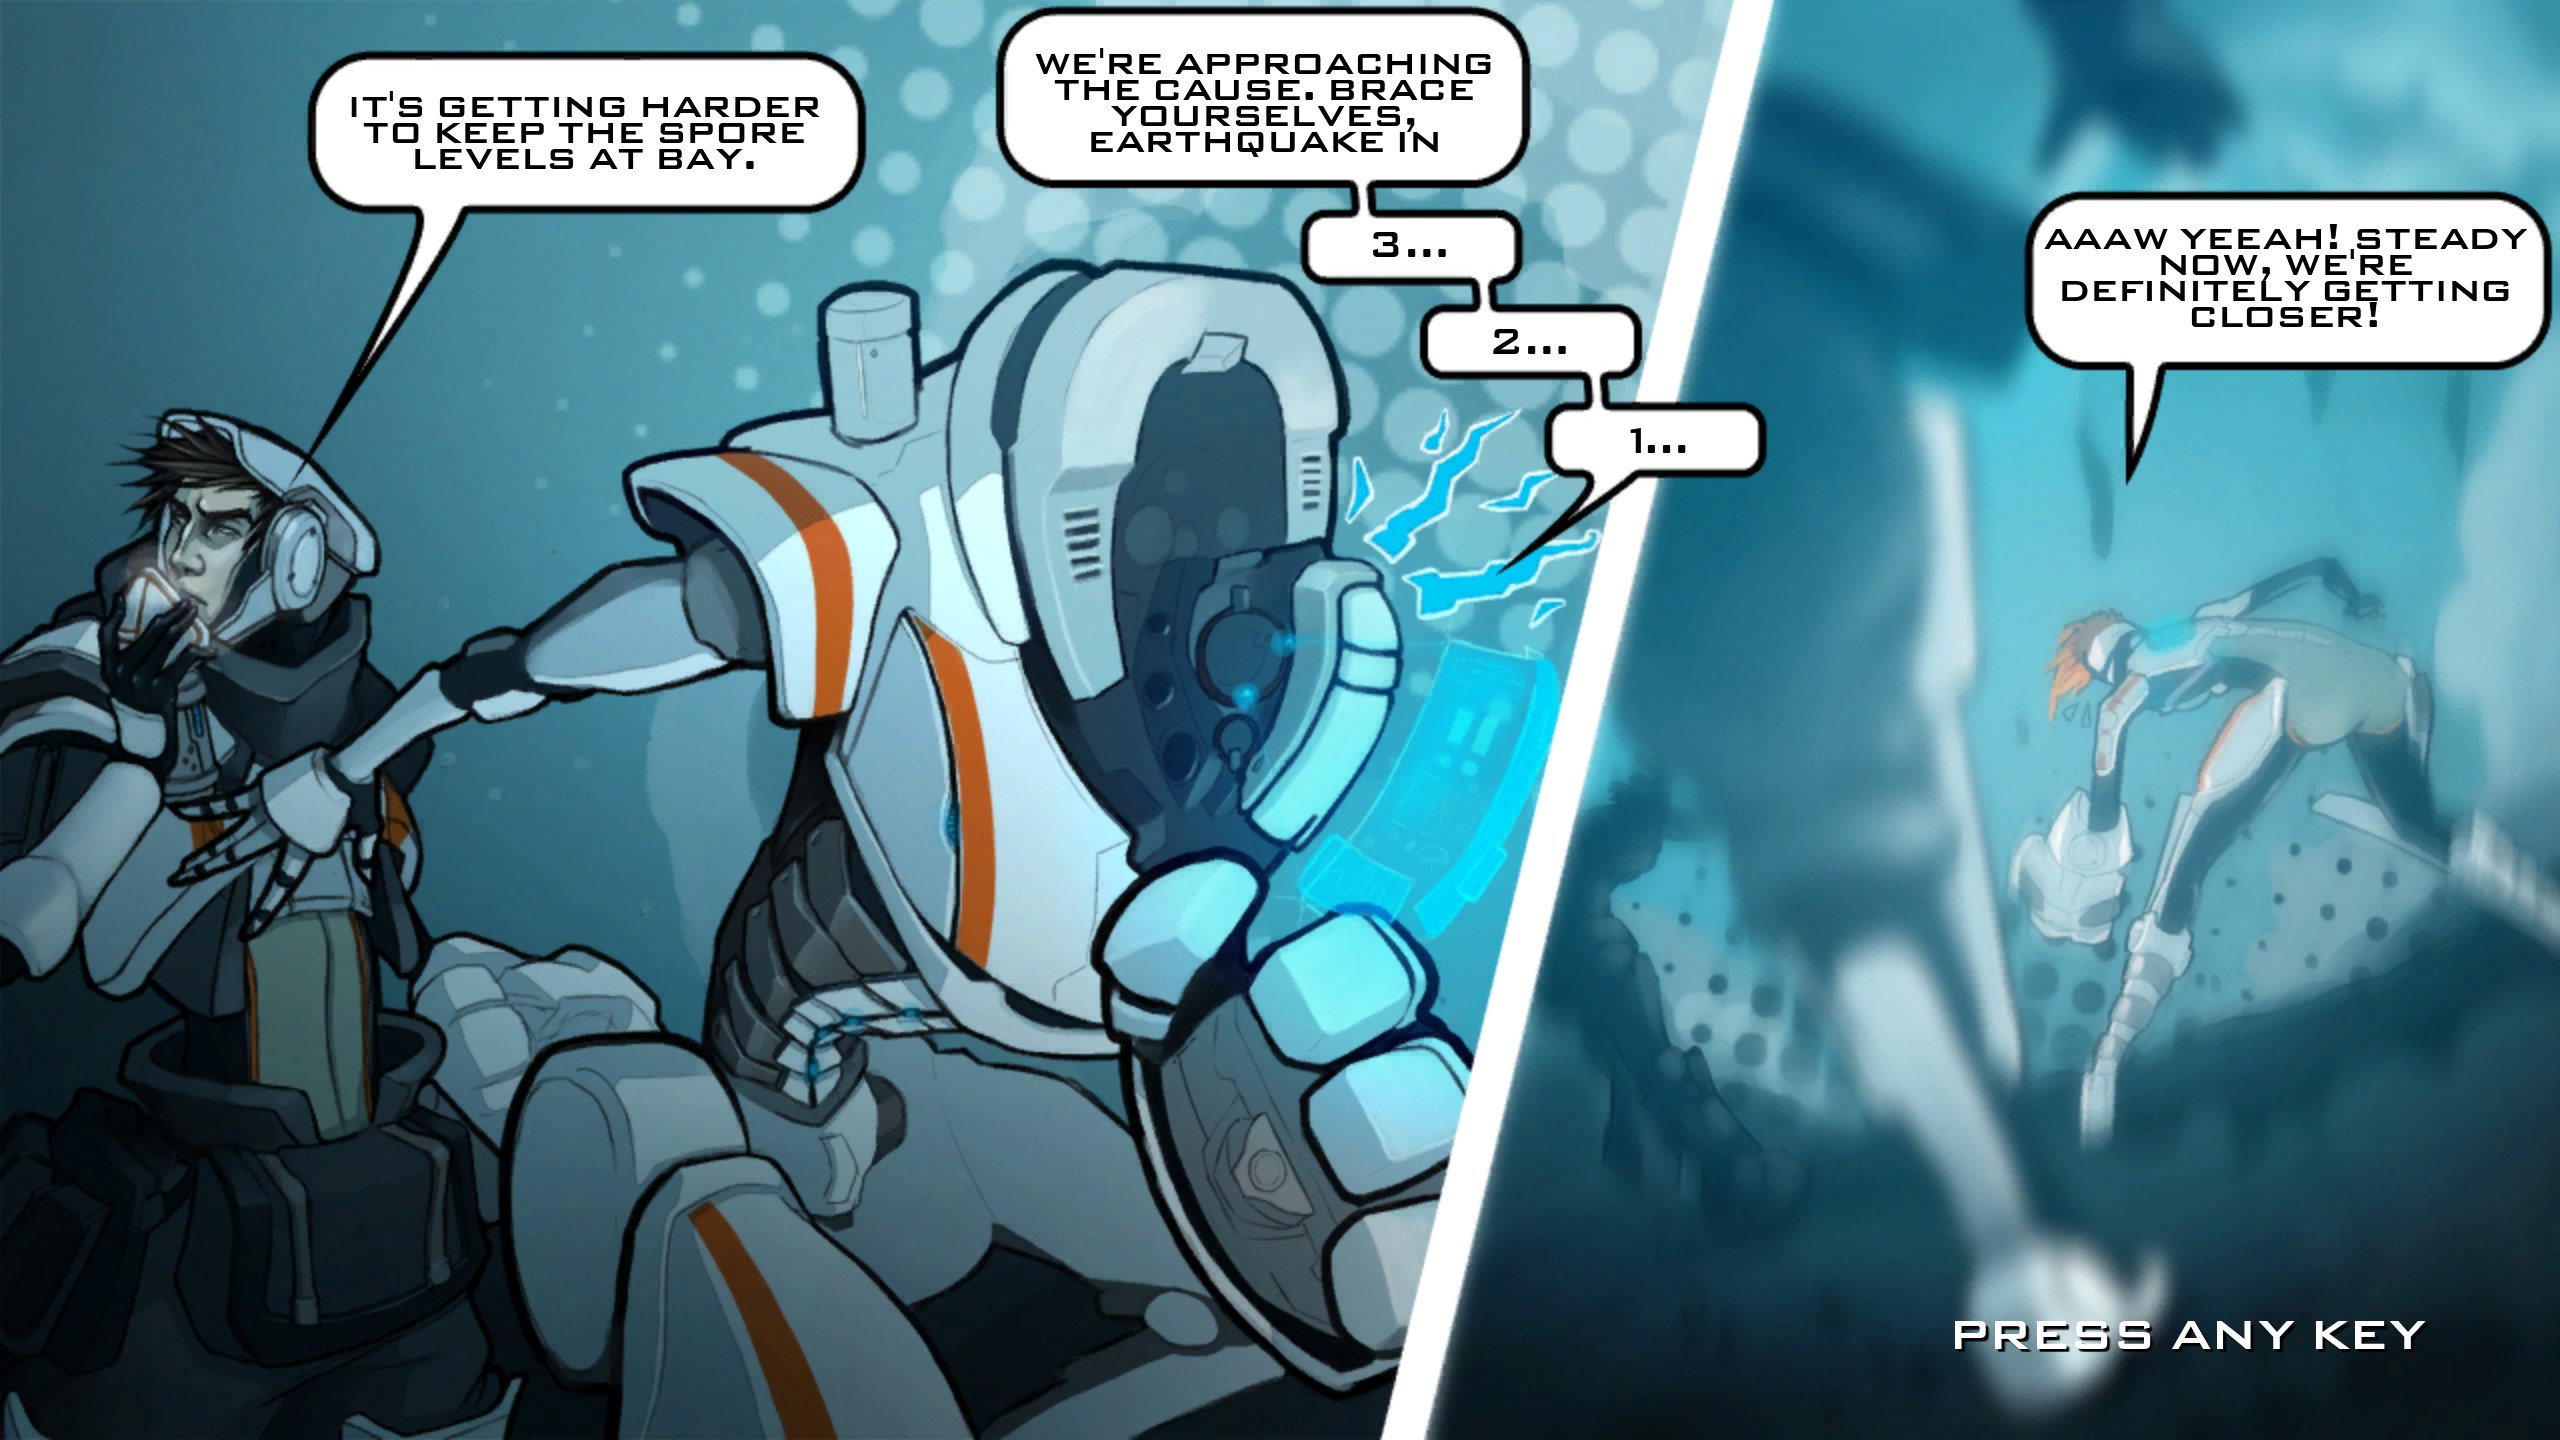 IT'S GETTING HARDER
TO KEEP THE SPORE
LEVELS AT BAY.
WE'RE APPROACHING
THE CAUSE. BRACE
YOURSELVES,
EARTHQUAKE IN
3...
2...
1...
AAAW YEEAH! STEADY
NOW, WE'RE
DEFINITELY GETTING
CLOSER!
PRESS ANY KEY